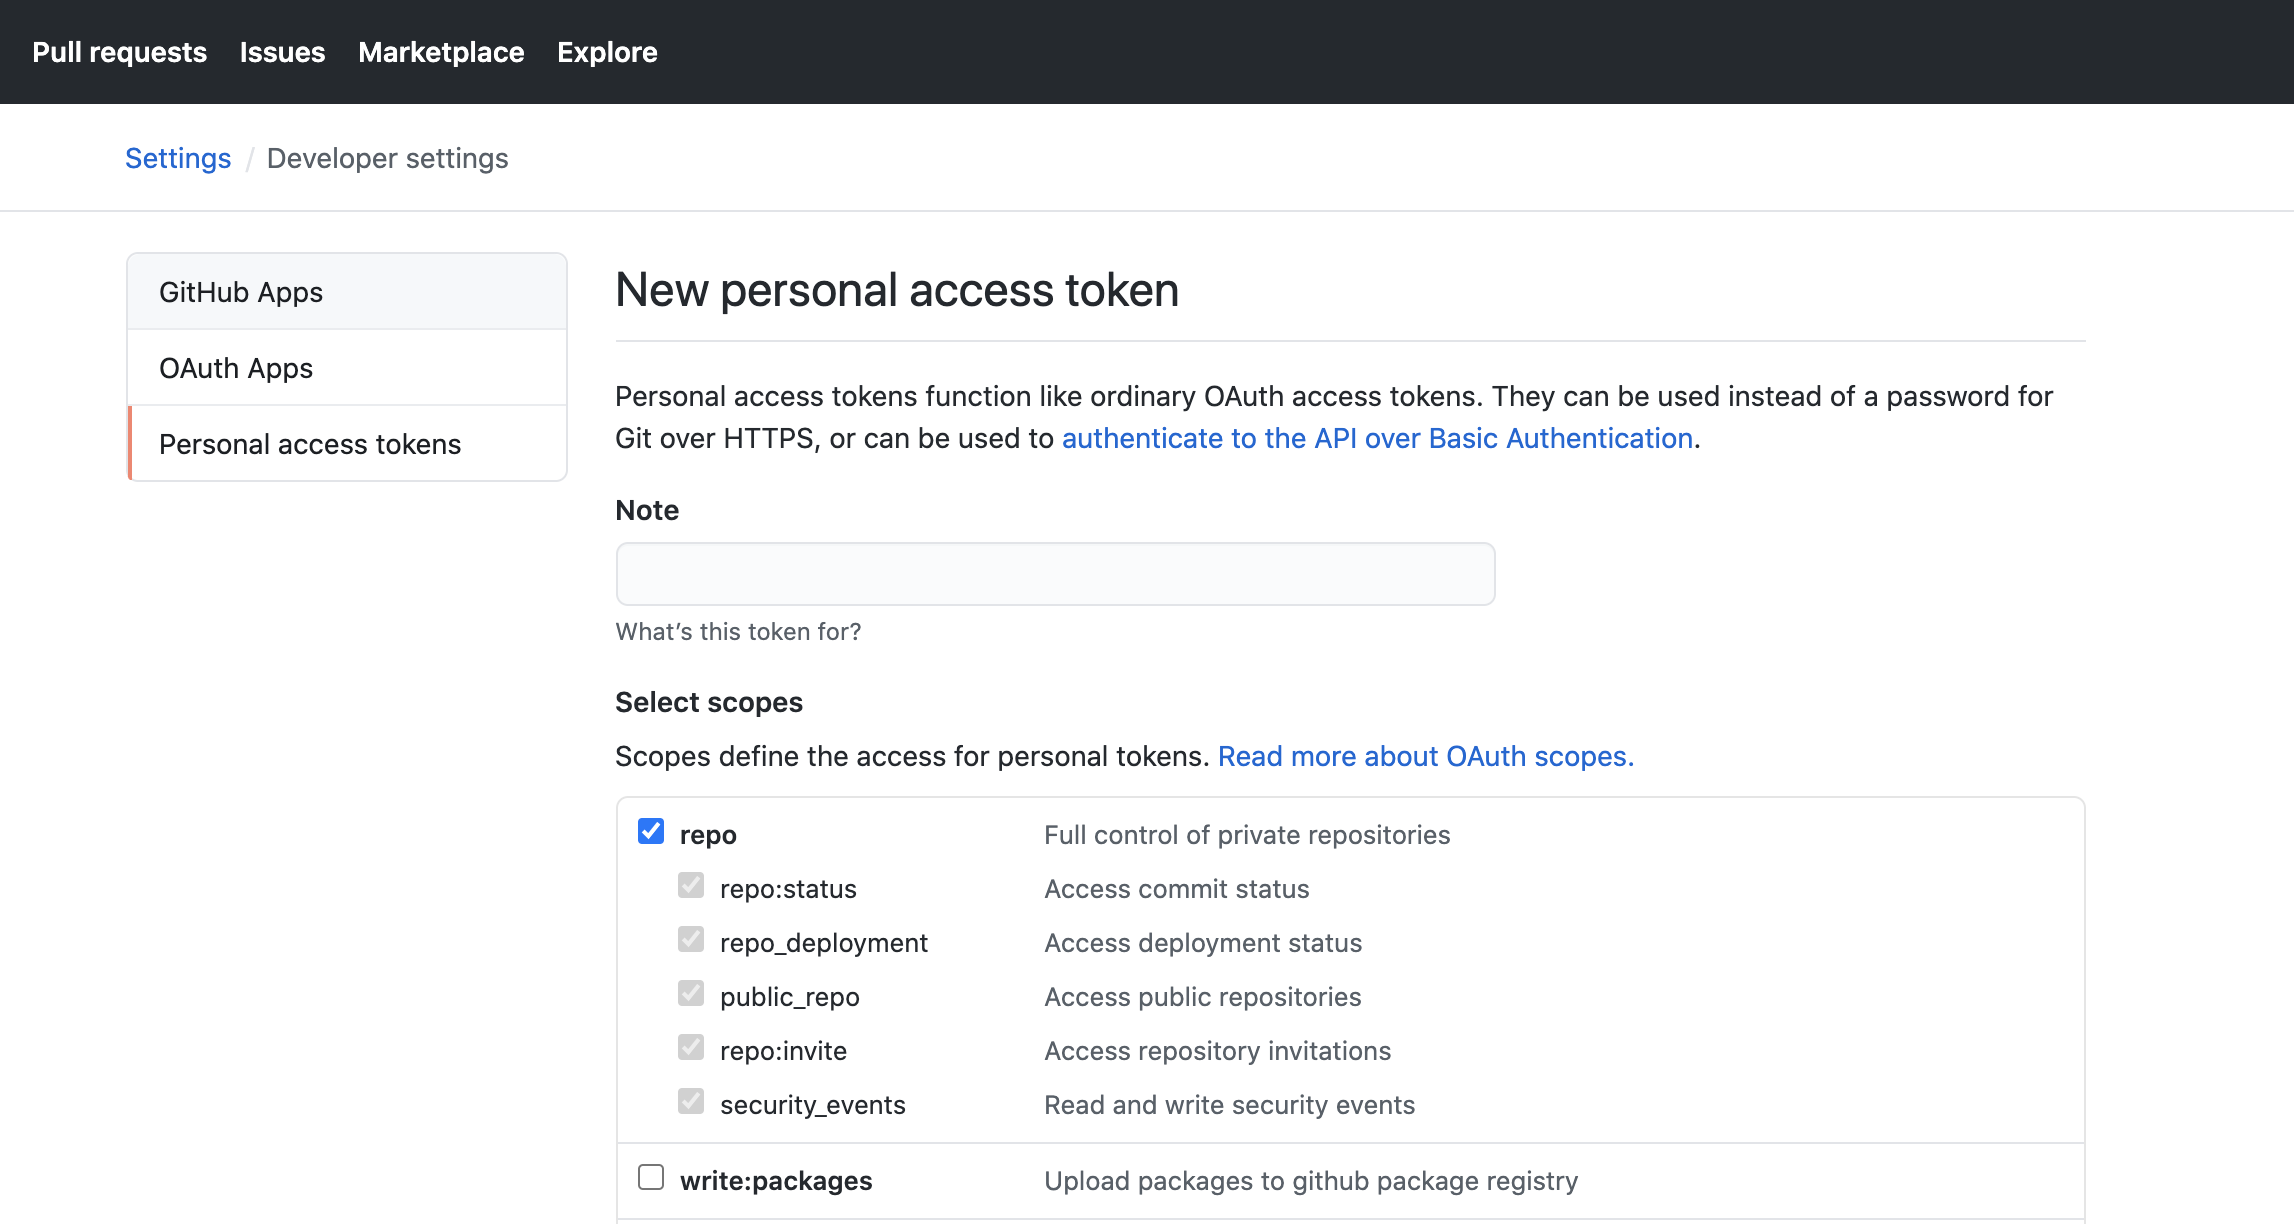 Pull requests Issues Marketplace Explore
Settings / Developer settings
GitHub Apps
OAuth Apps
Personal access tokens
New personal access token
Personal access tokens function like ordinary OAuth access tokens. They can be used instead of a password for
Git over HTTPS, or can be used to authenticate to the API over Basic Authentication.
Note
What’s this token for?
Select scopes
Scopes define the access for personal tokens. Read more about OAuth scopes.
repo Full control of private repositories
repo:status Access commit status
repo_deployment Access deployment status
public_repo Access public repositories
repo:invite Access repository invitations
security_events Read and write security events
write:packages Upload packages to github package registry